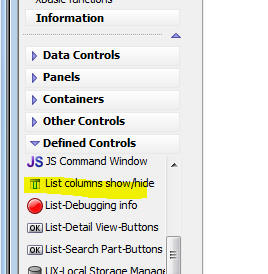 XBasic functions
Information
Data Controls
Panels
Containers
Other Controls
Defined Controls
JS JS Command Window
List columns show/hide
List-Debugging info
OK List-Detail View-Buttons
OK List-Search Part-Buttons
UX-Local Storage Manage